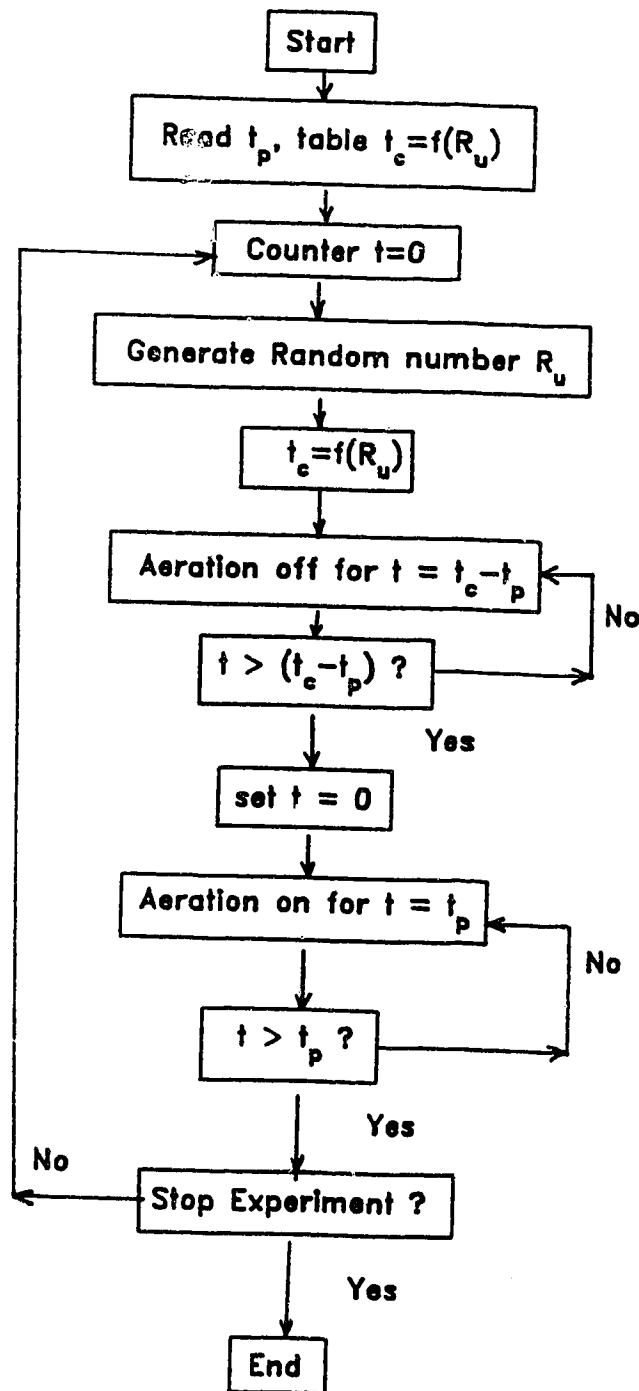 Start
Read t_p, table t_c=f(R_u)
Counter t=0
Generate Random number R_u
t_c=f(R_u)
Aeration off for t = t_c-t_p
No
t > (t_c-t_p) ?
Yes
set t = 0
Aeration on for t = t_p
No
t > t_p ?
Yes
No
Stop Experiment ?
Yes
End